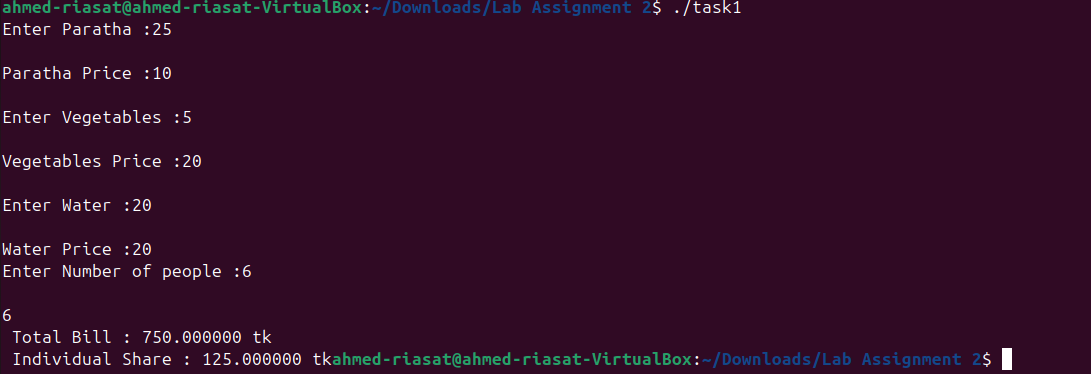 ahmed-riasat@ahmed-riasat-VirtualBox:~/Downloads/Lab Assignment 2$ ./task1
Enter Paratha :25
Paratha Price :10
Enter Vegetables :5
Vegetables Price :20
Enter Water :20
Water Price :20
Enter Number of people :6
6
Total Bill : 750.000000 tk
Individual Share : 125.000000 tkahmed-riasat@ahmed-riasat-VirtualBox:~/Downloads/Lab Assignment 2$